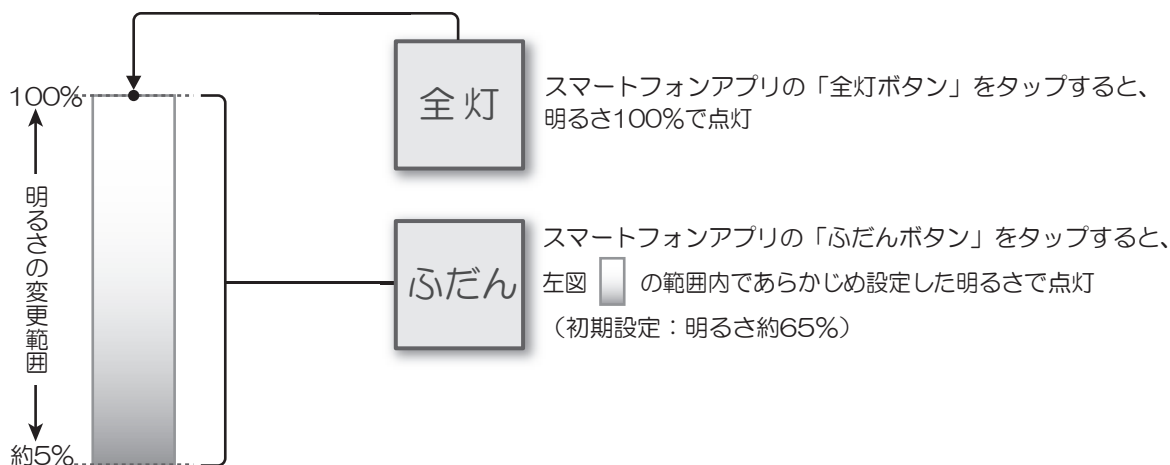 100%
明るさの変更範囲
約5%
全灯
スマートフォンアプリの「全灯ボタン」をタップすると、
明るさ100%で点灯
ふだん
スマートフォンアプリの「ふだんボタン」をタップすると、
左図 の範囲内であらかじめ設定した明るさで点灯
（初期設定：明るさ約65%）